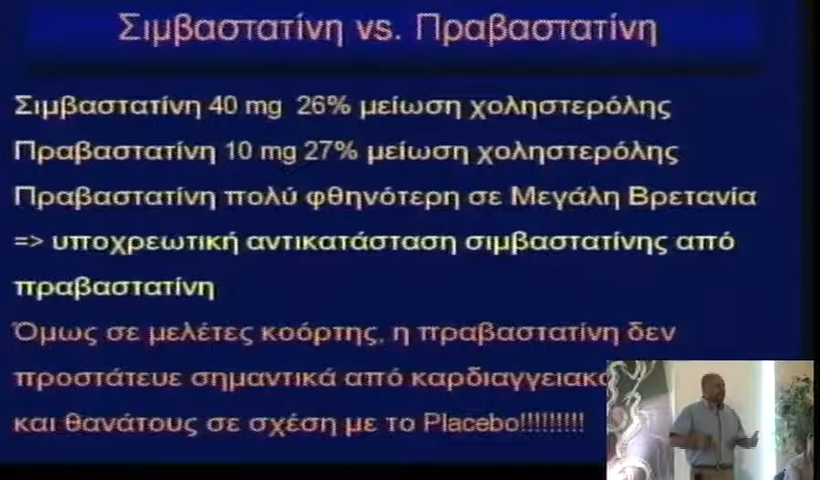 Σιμβαστατίνη vs. Πραβαστατίνη
Σιμβαστατίνη 40 mg 26% μείωση χοληστερόλης
Πραβαστατίνη 10 mg 27% μείωση χοληστερόλης
Πραβαστατίνη πολύ φθηνότερη σε Μεγάλη Βρετανία
=> υποχρεωτική αντικατάσταση σιμβαστατίνης από
πραβαστατίνη
Όμως σε μελέτες κοόρτης, η πραβαστατίνη δεν
προστάτευε σημαντικά από
και θανάτους σε σχέση με το Placebo!!!!!!!!!